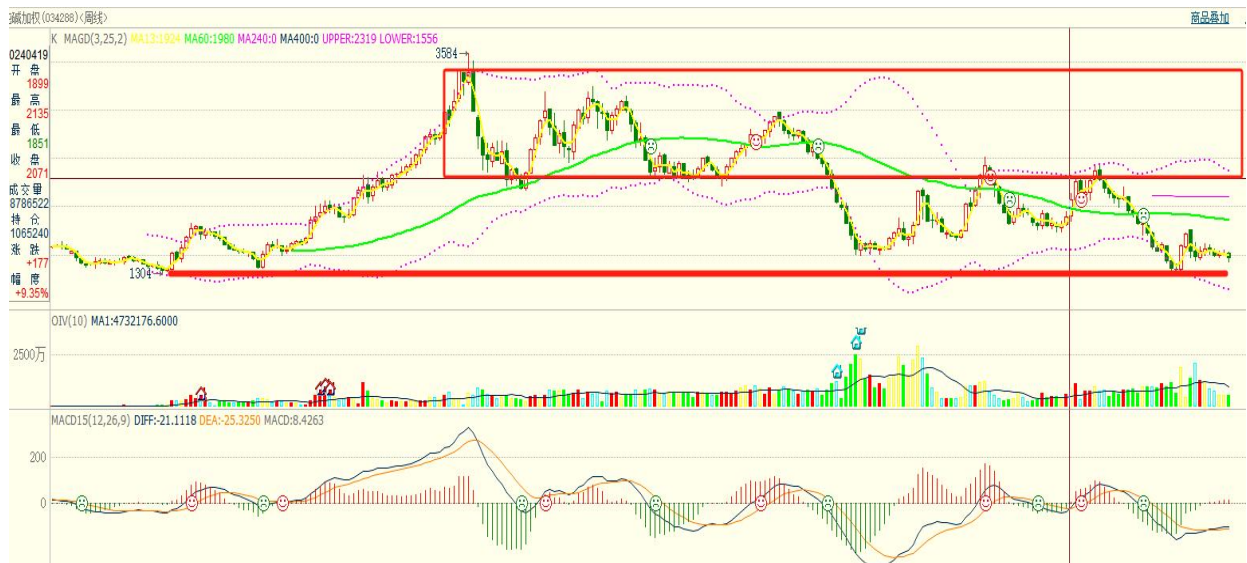 碱加权(034288)<周线>
商品叠加
K MAGD(3,25,2) MA13:1924 MA60:1980 MA240:0 MA400:0 UPPER:2319 LOWER:1556
0240419
开 盘
1899
最 高
2135
最 低
1851
收 盘
2071
成交量
8786522
持 仓
1065240
涨 跌
+177
幅 度
+9.35%
3584→
1304→
OIV(10) MA1:4732176.6000
2500万
MACD15(12,26,9) DIFF:-21.1118 DEA:-25.3250 MACD:8.4263
200
0